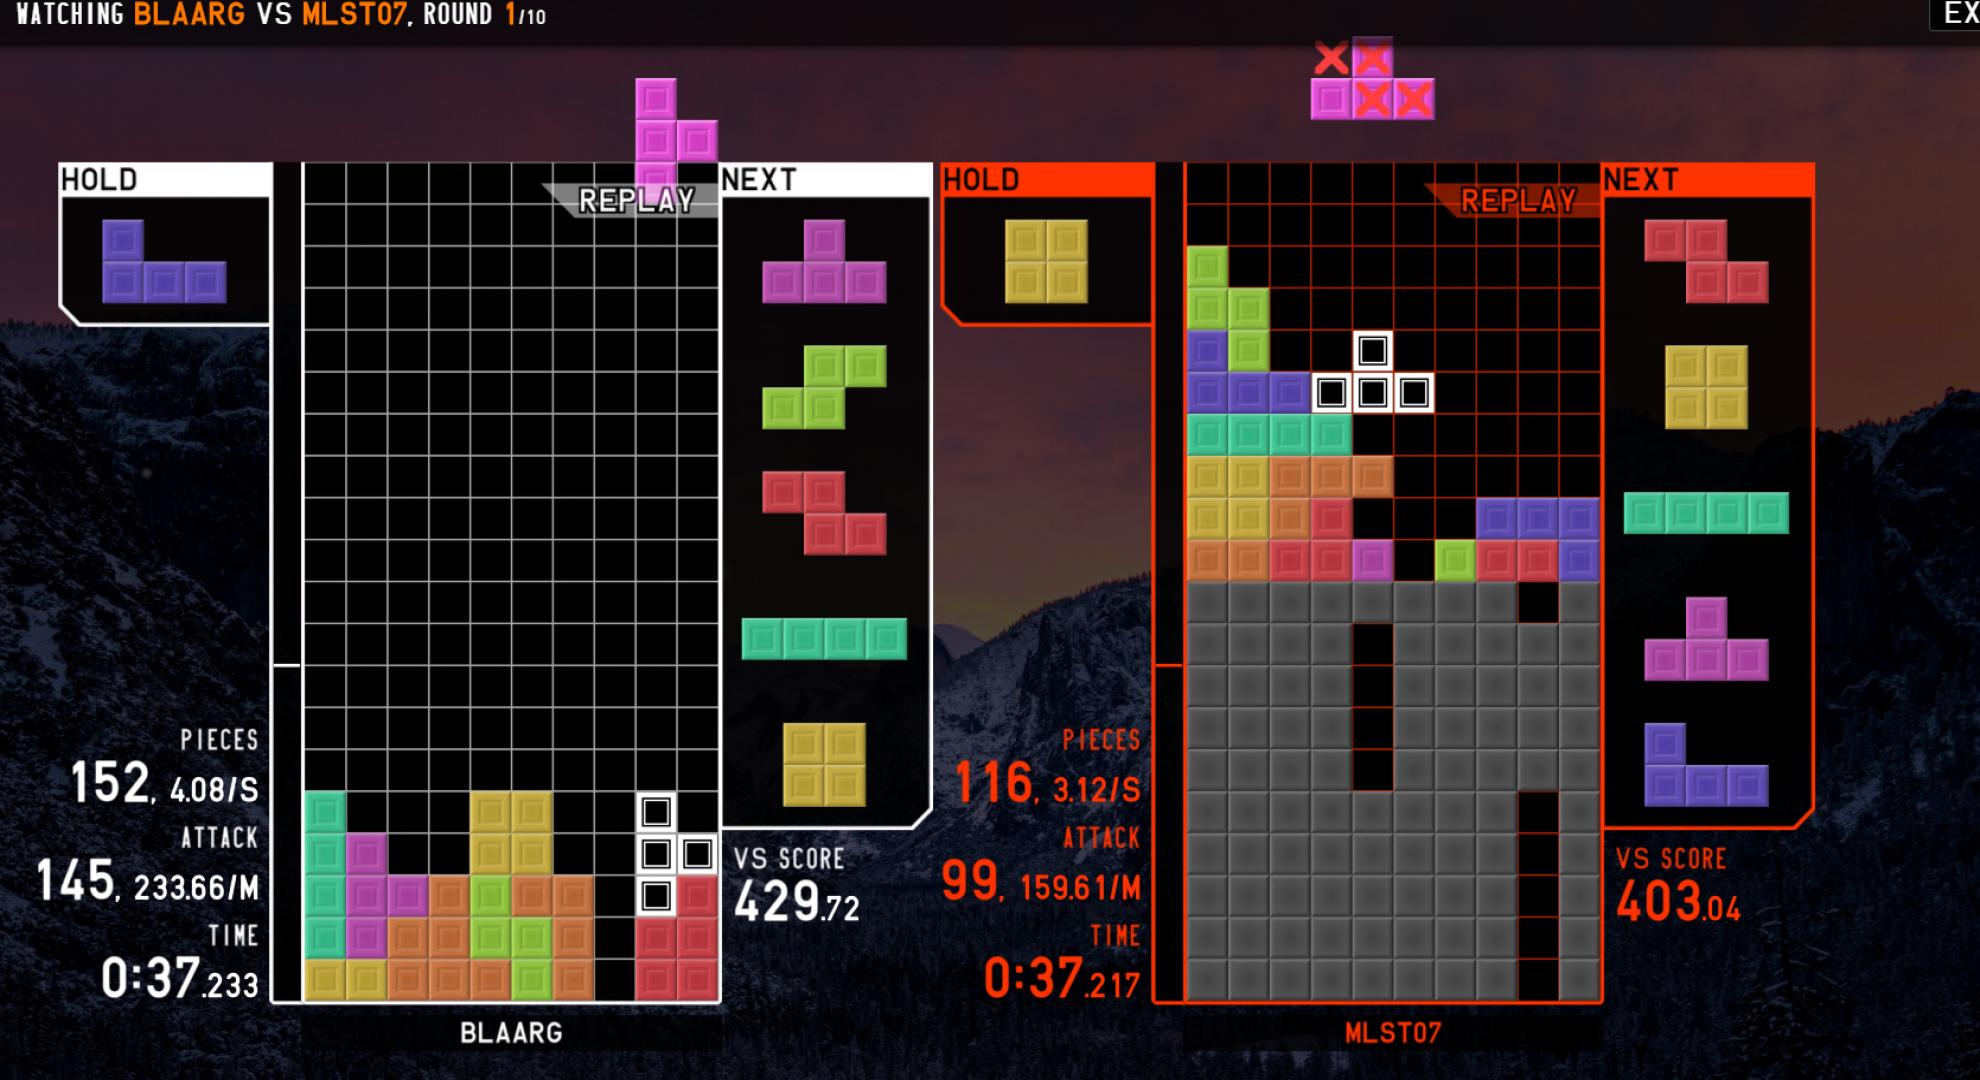 WATCHING BLAARG VS MLST07, ROUND 1/10
EX
HOLD
REPLAY
NEXT
PIECES
152, 4.08/S
ATTACK
145, 233.66/M
TIME
0:37.233
VS SCORE
429.72
BLAARG
HOLD
REPLAY
NEXT
PIECES
116, 3.12/S
ATTACK
99, 159.61/M
TIME
0:37.217
VS SCORE
403.04
MLST07